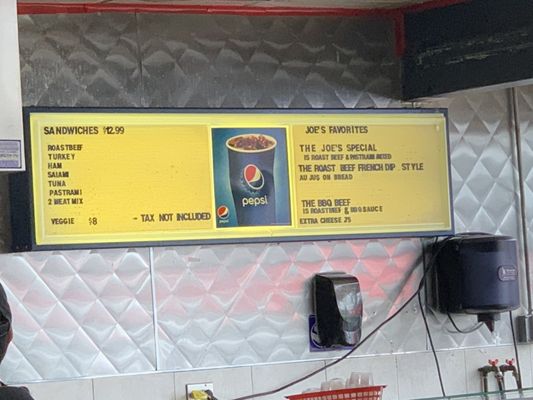 SANDWICHES $12.99
ROASTBEEF
TURKEY
HAM
SALAMI
TUNA
PASTRAMI
2 MEAT MIX
VEGGIE $8
- TAX NOT INCLUDED
pepsi
JOE'S FAVORITES
THE JOE'S SPECIAL
IS ROAST BEEF & PASTRAMI MIXED
THE ROAST BEEF FRENCH DIP . STYLE
AU JUS ON BREAD
THE BBQ BEEF
IS ROAST BEEF & BBQ SAUCE
EXTRA CHEESE